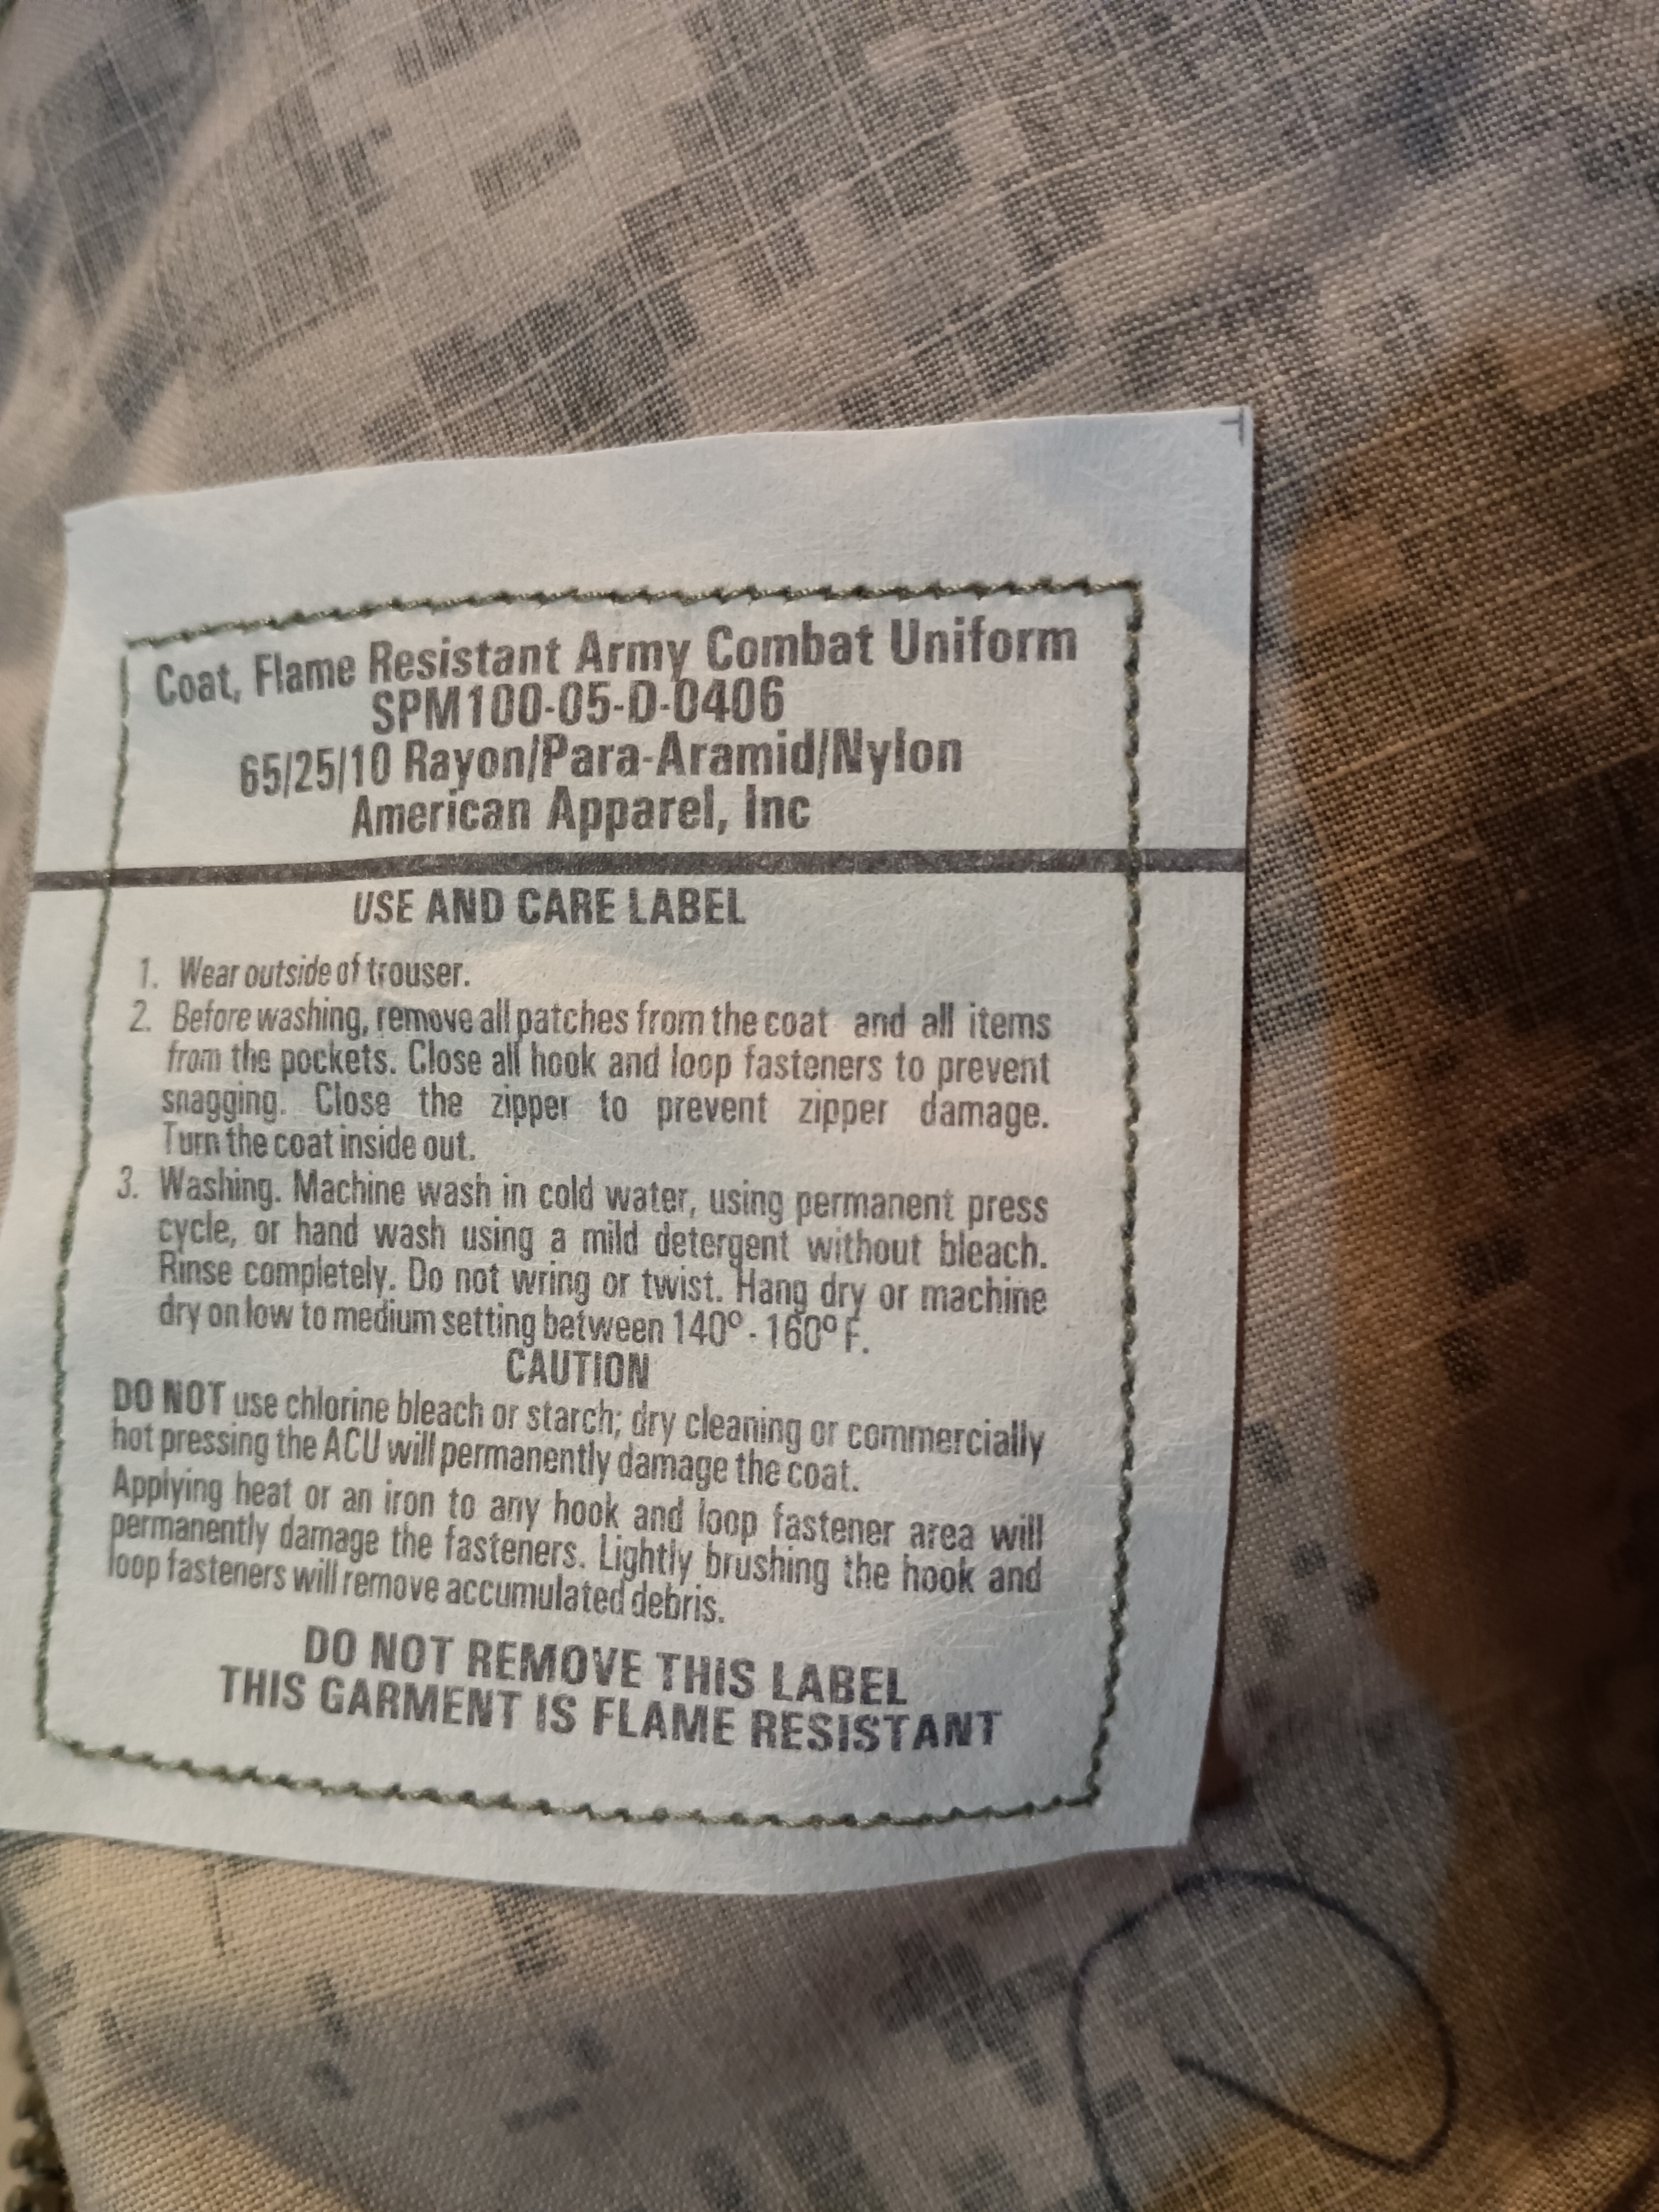 Coat, Flame Resistant Army Combat Uniform
SPM100-05-D-0406
65/25/10 Rayon/Para-Aramid/Nylon
American Apparel, Inc
USE AND CARE LABEL
1. Wear outside of trouser.
2. Before washing, remove all patches from the coat and all items
from the pockets. Close all hook and loop fasteners to prevent
snagging. Close the zipper to prevent zipper damage.
Turn the coat inside out.
3. Washing. Machine wash in cold water, using permanent press
cycle, or hand wash using a mild detergent without bleach.
Rinse completely. Do not wring or twist. Hang dry or machine
dry on low to medium setting between 140º - 160º F.
CAUTION
DO NOT use chlorine bleach or starch; dry cleaning or commercially
hot pressing the ACU will permanently damage the coat.
Applying heat or an iron to any hook and loop fastener area will
permanently damage the fasteners. Lightly brushing the hook and
loop fasteners will remove accumulated debris.
DO NOT REMOVE THIS LABEL
THIS GARMENT IS FLAME RESISTANT